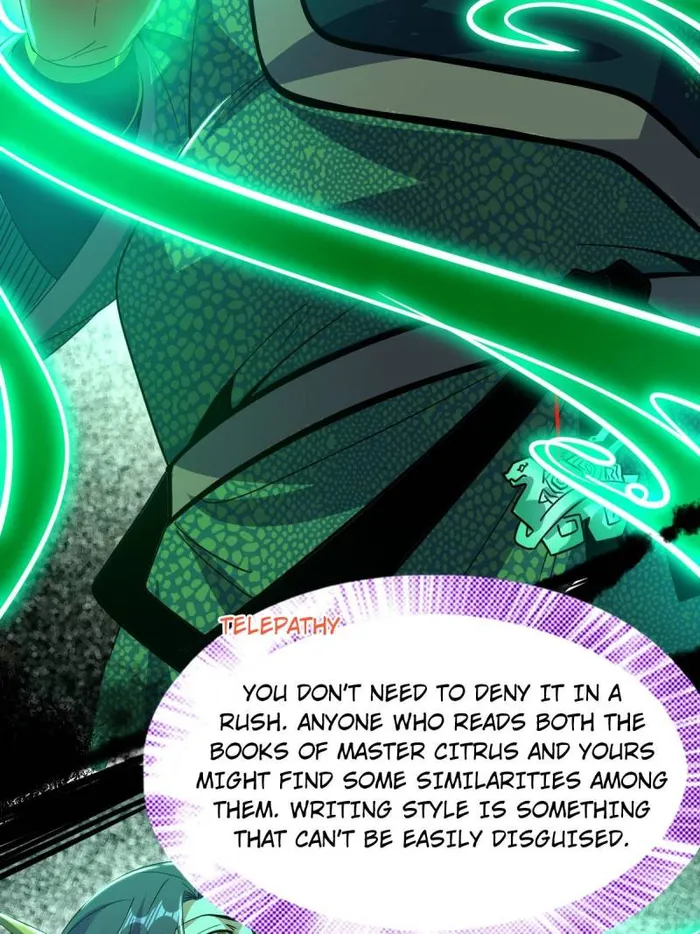 TELEPATHY
YOU DON'T NEED TO DENY IT IN A
RUSH. ANYONE WHO READS BOTH THE
BOOKS OF MASTER CITRUS AND YOURS
MIGHT FIND SOME SIMILARITIES AMONG
THEM. WRITING STYLE IS SOMETHING
THAT CAN'T BE EASILY DISGUISED.